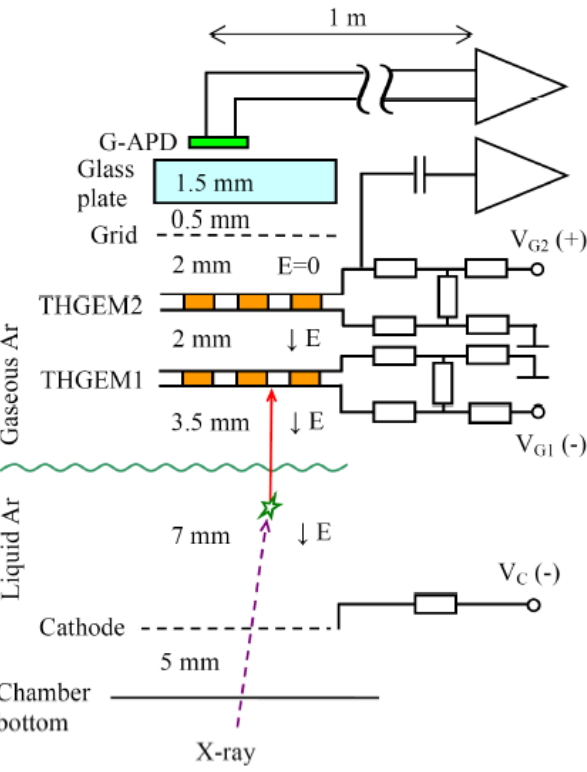 1 m
G-APD
Glass
plate
1.5 mm
0.5 mm
Grid
2 mm
E=0
V_G2 (+)
THGEM2
2 mm
↓ E
THGEM1
3.5 mm
↓ E
V_G1 (-)
Gaseous Ar
Liquid Ar
7 mm
↓ E
V_C (-)
Cathode
5 mm
Chamber
bottom
X-ray